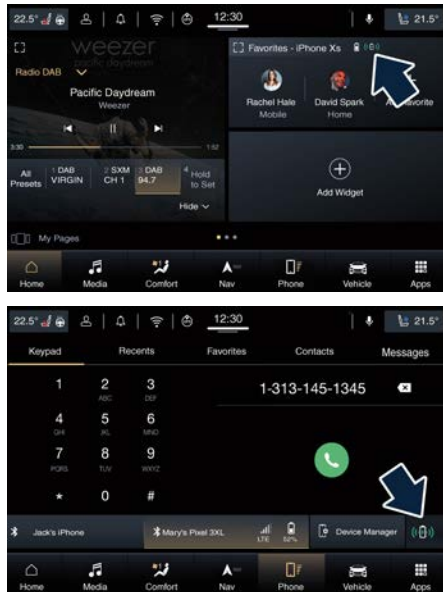 22.5° 12:30 21.5°
weezer
pacific daydream
Favorites - iPhone Xs
Radio DAB
Pacific Daydream
Weezer
Rachel Hale
Mobile
David Spark
Home
Favorite
3:30 1:52
All Presets
1 DAB VIRGIN
2 SXM CH 1
3 DAB 94.7
4 Hold to Set
Hide
Add Widget
My Pages
Home Media Comfort Nav Phone Vehicle Apps
22.5° 12:30 21.5°
Keypad Recents Favorites Contacts Messages
1 2 3
ABC DEF
1-313-145-1345
4 5 6
GHI JKL MNO
7 8 9
PQRS TUV WXYZ
* 0 #
Jack's iPhone Mary's Pixel 3XL LTE 52% Device Manager
Home Media Comfort Nav Phone Vehicle Apps